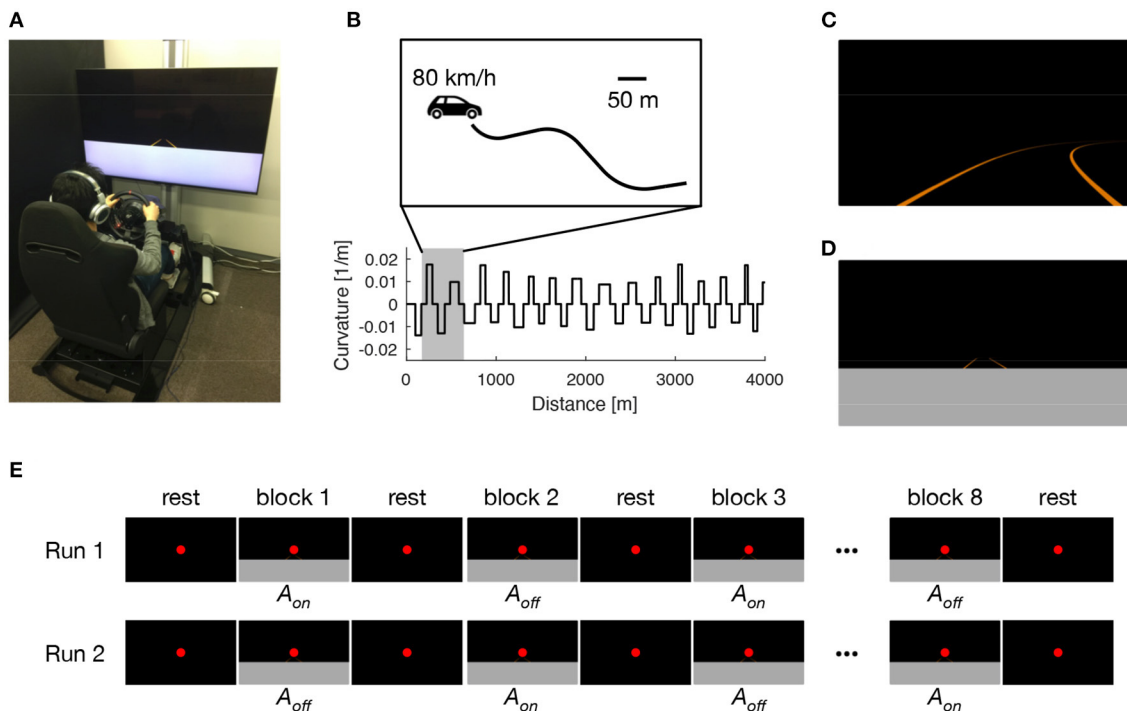 A
B
80 km/h
50 m
Curvature [1/m]
0.02
0.01
0
-0.01
-0.02
0 1000 2000 3000 4000
Distance [m]
C
D
E
rest block 1 rest block 2 rest block 3 block 8 rest
Run 1
•••
A_on A_off A_on A_off
Run 2
•••
A_off A_on A_off A_on